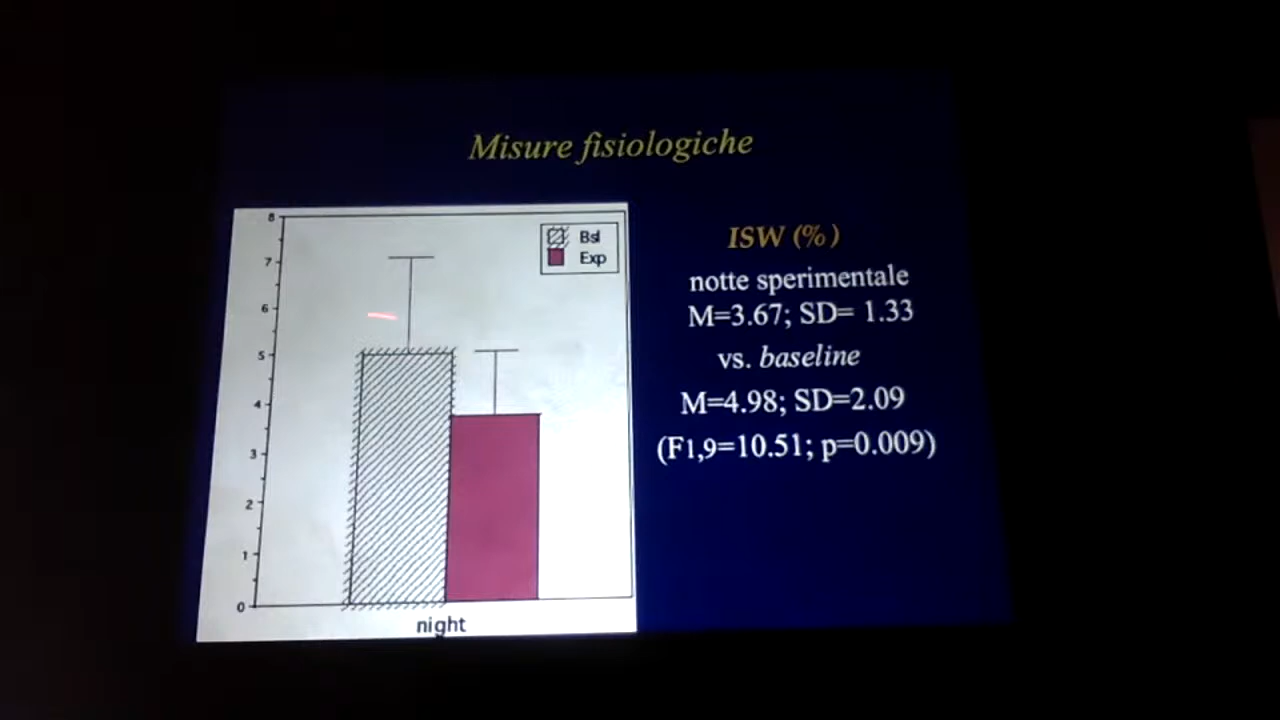 Misure fisiologiche
8
7
6
5
4
3
2
1
0
Bsl
Exp
night
ISW (%)
notte sperimentale
M=3.67; SD= 1.33
vs. baseline
M=4.98; SD=2.09
(F1,9=10.51; p=0.009)